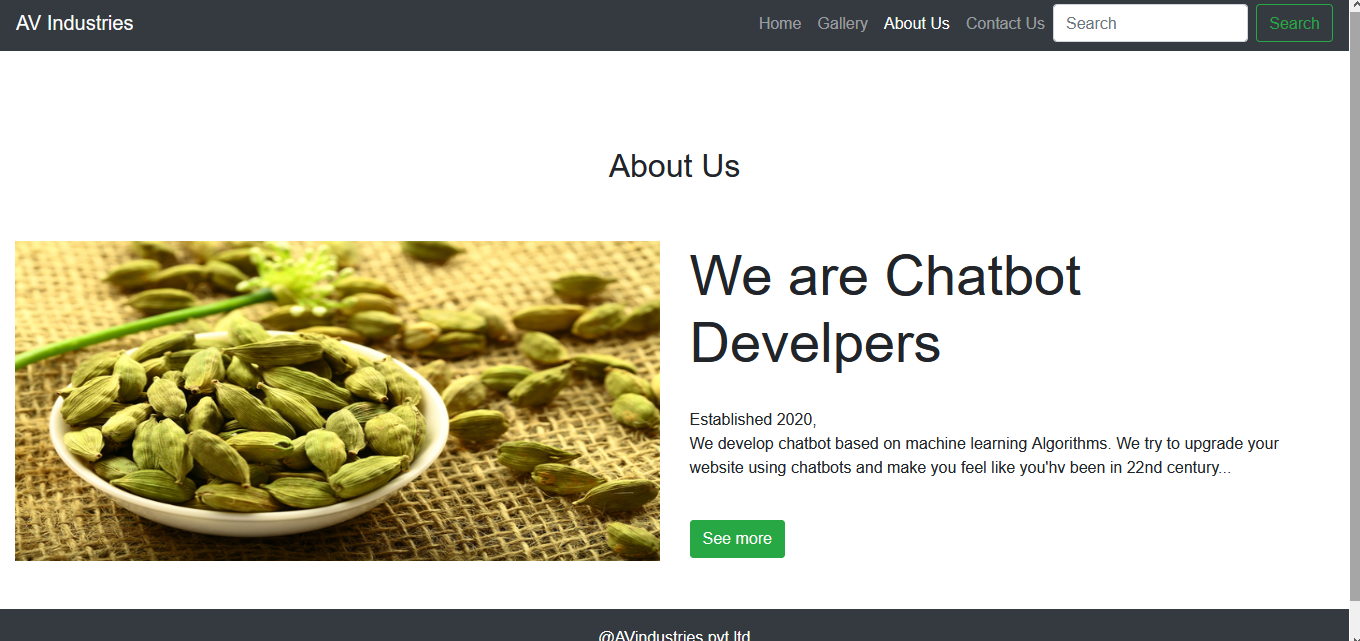 AV Industries
Home Gallery About Us Contact Us Search Search
About Us
We are Chatbot
Develpers
Established 2020,
We develop chatbot based on machine learning Algorithms. We try to upgrade your
website using chatbots and make you feel like you'hv been in 22nd century...
See more
@AVindustries.pvt.ltd